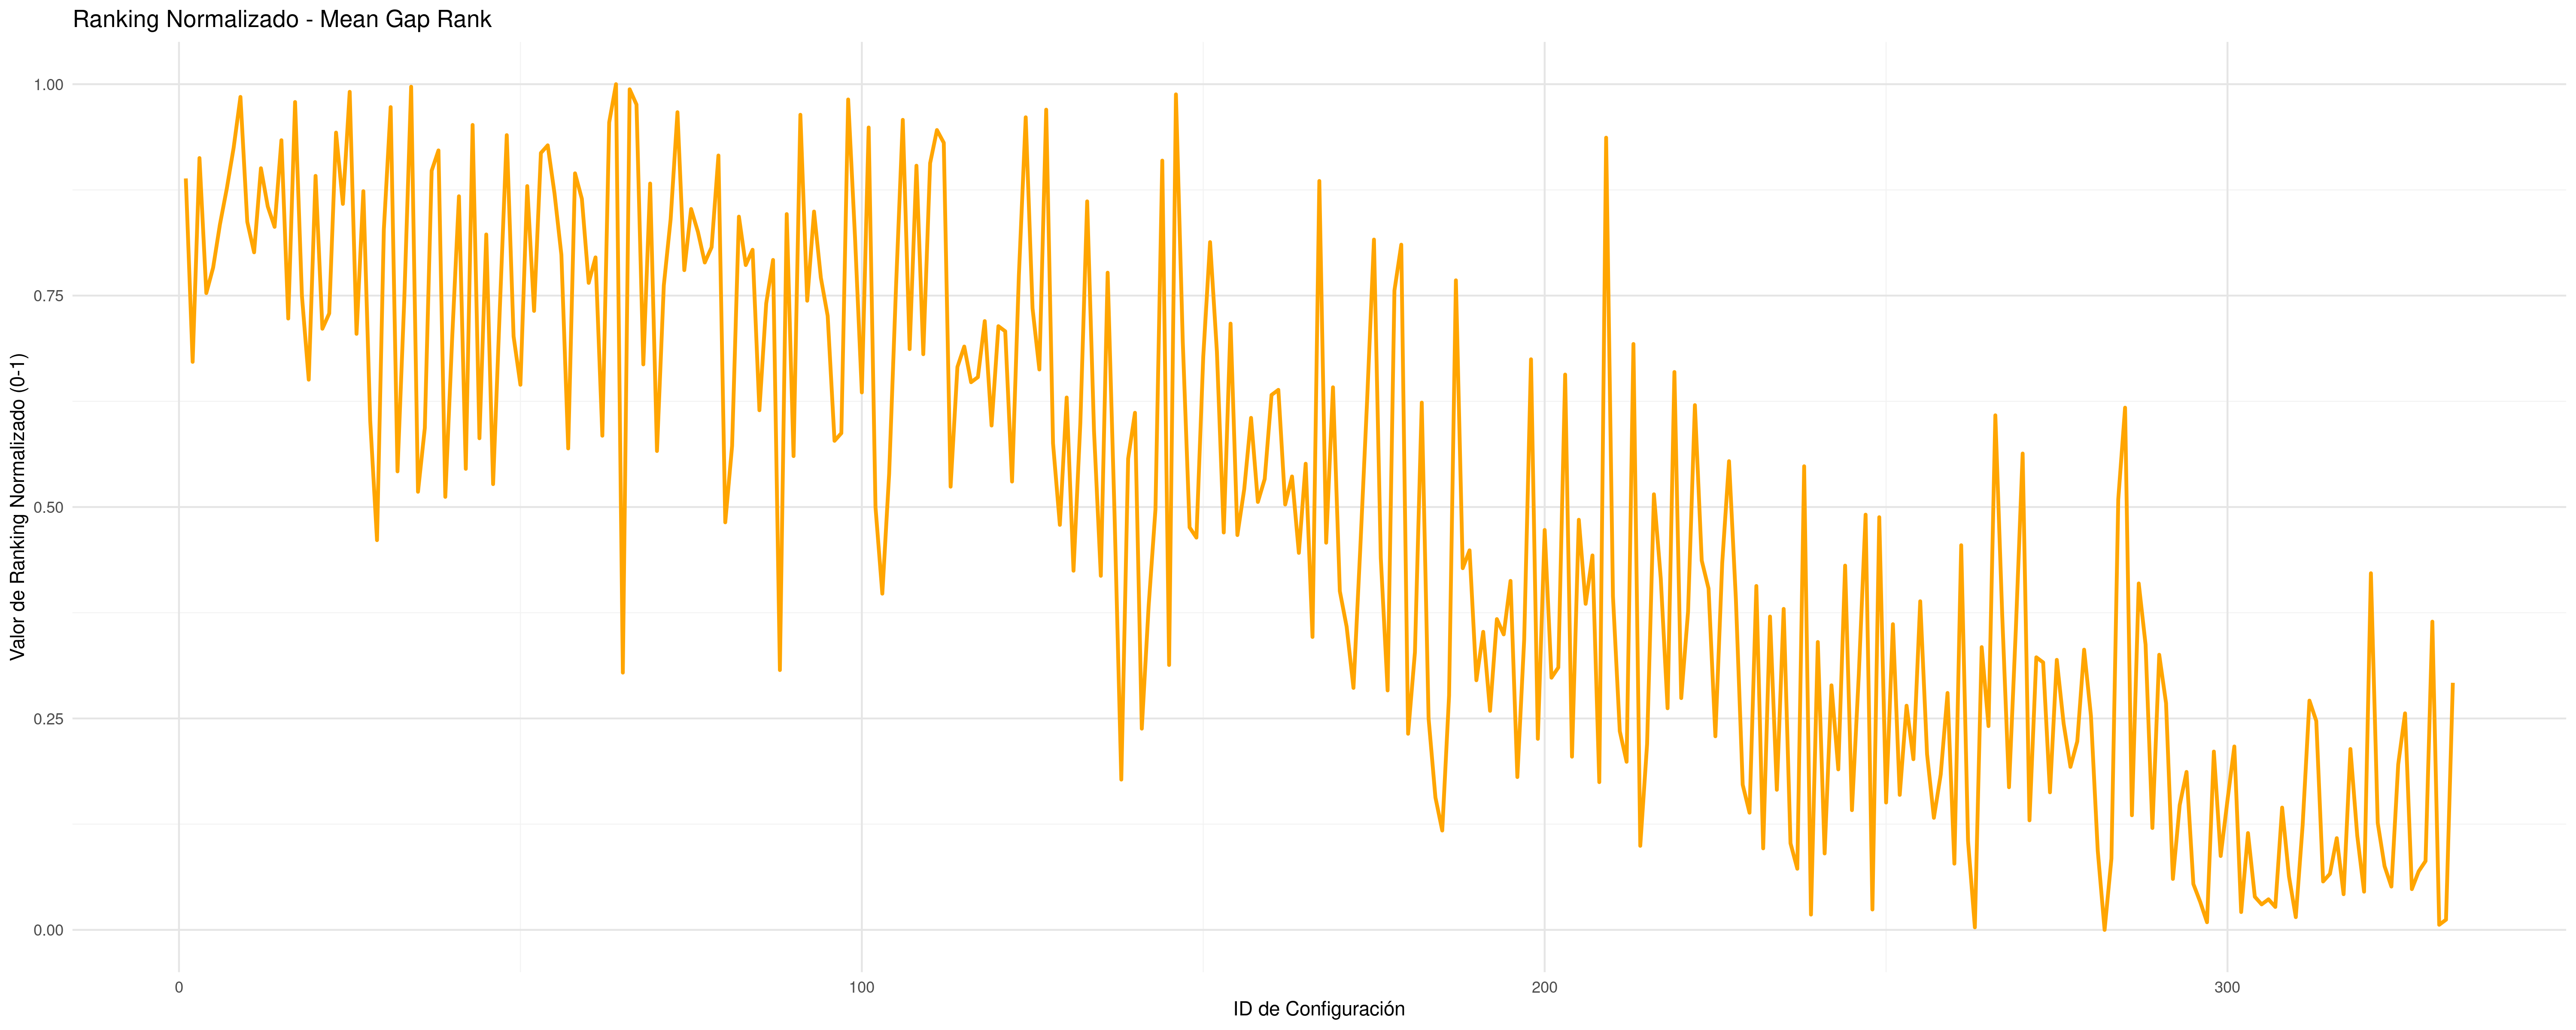 Ranking Normalizado - Mean Gap Rank
Valor de Ranking Normalizado (0-1)
1.00
0.75
0.50
0.25
0.00
0 100 200 300
ID de Configuración